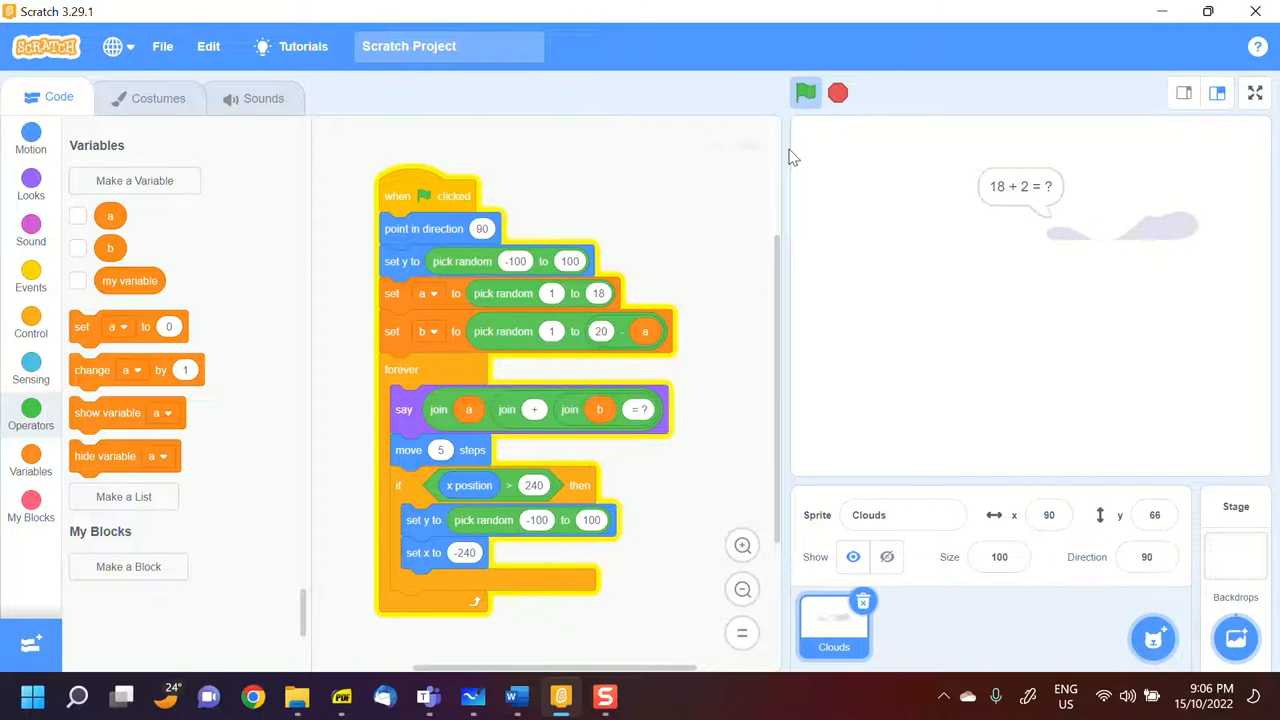 Scratch 3.29.1
SCRATCH File Edit Tutorials Scratch Project ?
Code Costumes Sounds
Motion
Looks
Sound
Events
Control
Sensing
Operators
Variables
My Blocks
Variables
Make a Variable
a
b
my variable
set a to 0
change a by 1
show variable a
hide variable a
Make a List
My Blocks
Make a Block
when clicked
point in direction 90
set y to pick random -100 to 100
set a to pick random 1 to 18
set b to pick random 1 to 20 - a
forever
say join a join + join b = ?
move 5 steps
if x position > 240 then
set y to pick random -100 to 100
set x to -240
18 + 2 = ?
Sprite Clouds x 90 y 66
Show Size 100 Direction 90
Clouds
Stage
Backdrops
24° PDF W S ENG
US
9:06 PM
15/10/2022